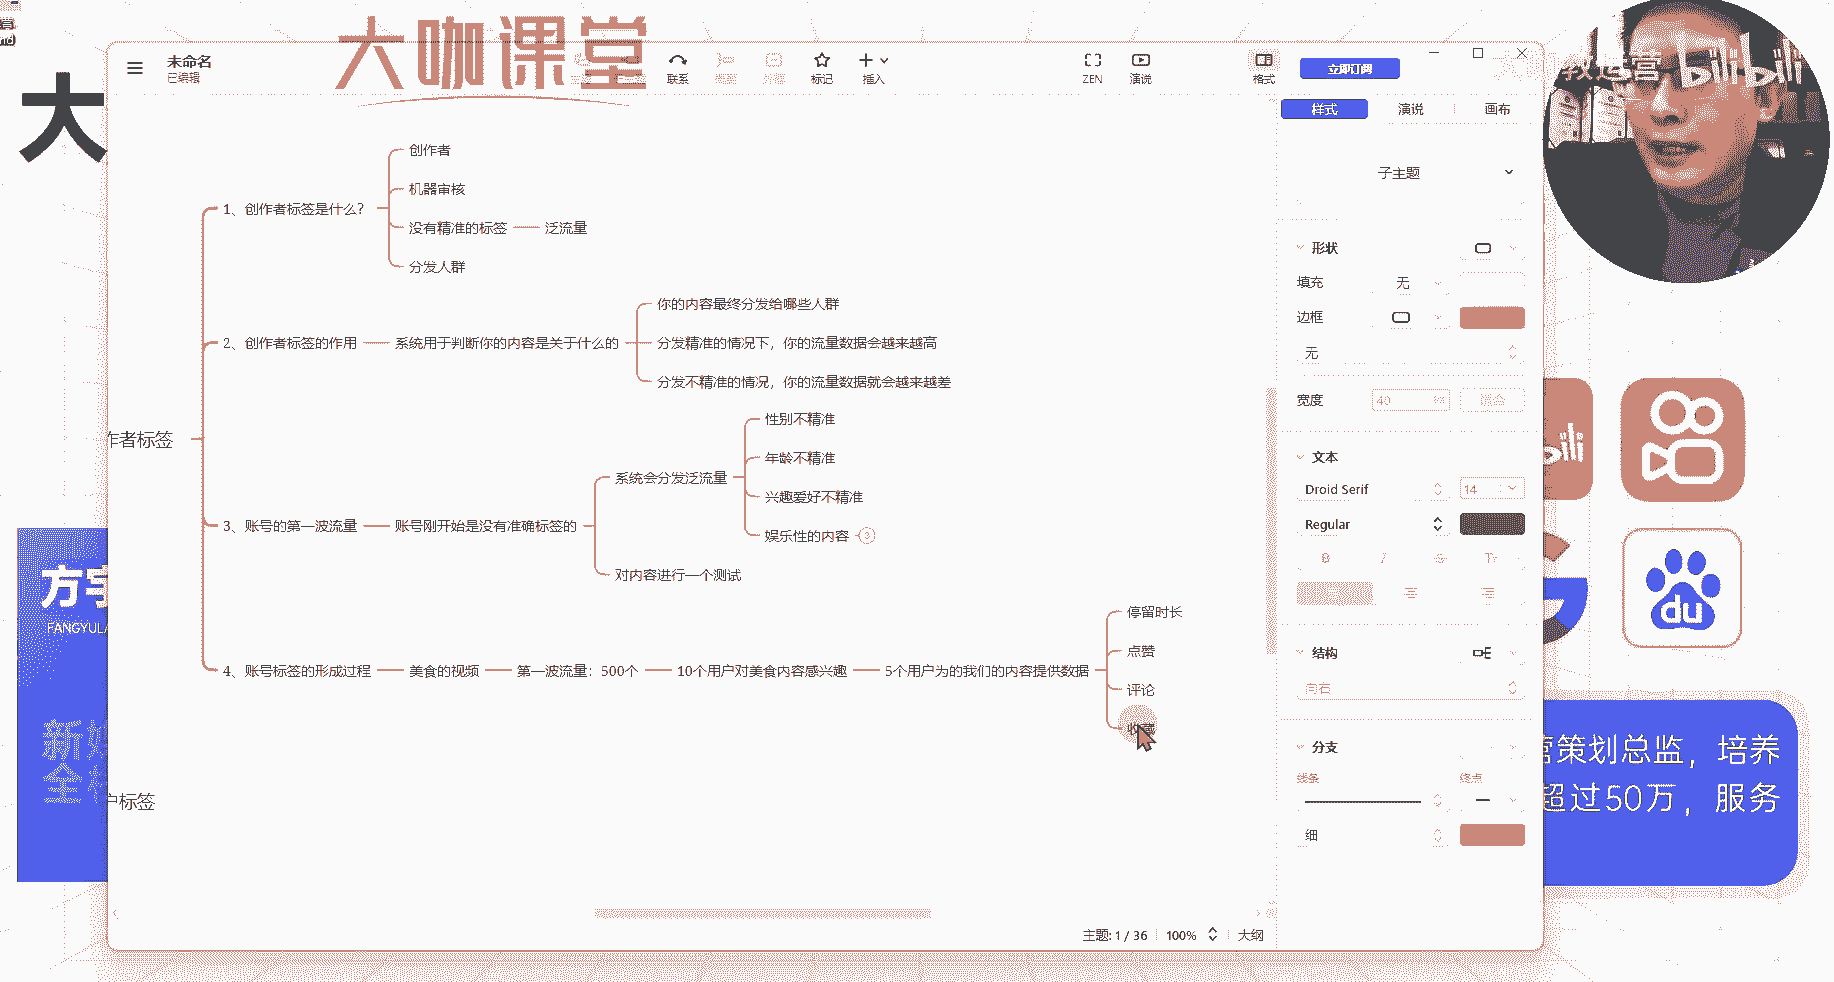 大咖课堂
未命名
已编辑
联系
标记
插入
ZEN
演说
格式
立即订阅
bilibili
大
样式
演说
画布
创作者
机器审核
1、创作者标签是什么?
没有精准的标签
泛流量
分发人群
子主题
形状
填充
无
边框
无
宽度
40
你的内容最终分发给哪些人群
2、创作者标签的作用
系统用于判断你的内容是关于什么的
分发精准的情况下，你的流量数据会越来越高
分发不精准的情况，你的流量数据就会越来越差
性别不精准
作者标签
年龄不精准
系统会分发泛流量
兴趣爱好不精准
3、账号的第一波流量
账号刚开始是没有准确标签的
娱乐性的内容
对内容进行一个测试
文本
Droid Serif
14
Regular
停留时长
点赞
4、账号标签的形成过程
美食的视频
第一波流量：500个
10个用户对美食内容感兴趣
5个用户为的我们的内容提供数据
评论
收藏
户标签
结构
向右
分支
线条
终点
细
主题: 1 / 36
100%
大纲
方宇
FANGYULA
新媒
全
bili
du
营策划总监，培养
超过50万，服务